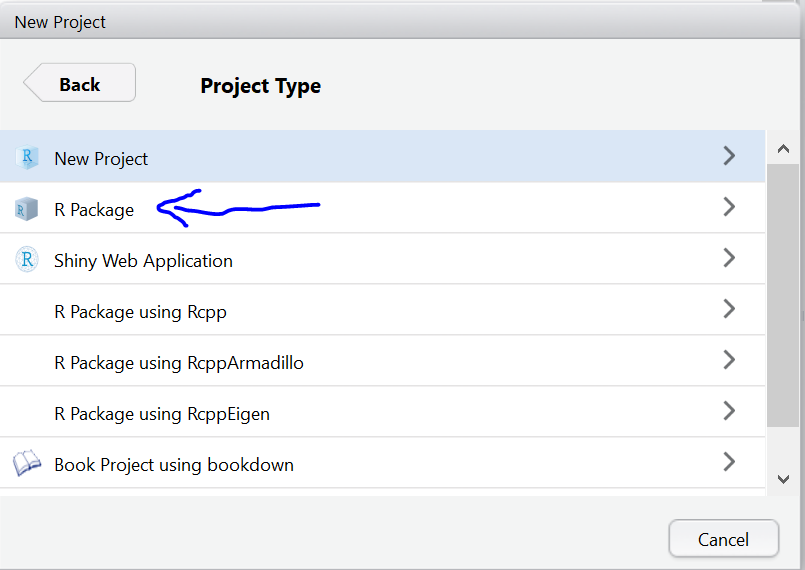 New Project
Back
Project Type
New Project
R Package
Shiny Web Application
R Package using Rcpp
R Package using RcppArmadillo
R Package using RcppEigen
Book Project using bookdown
Cancel